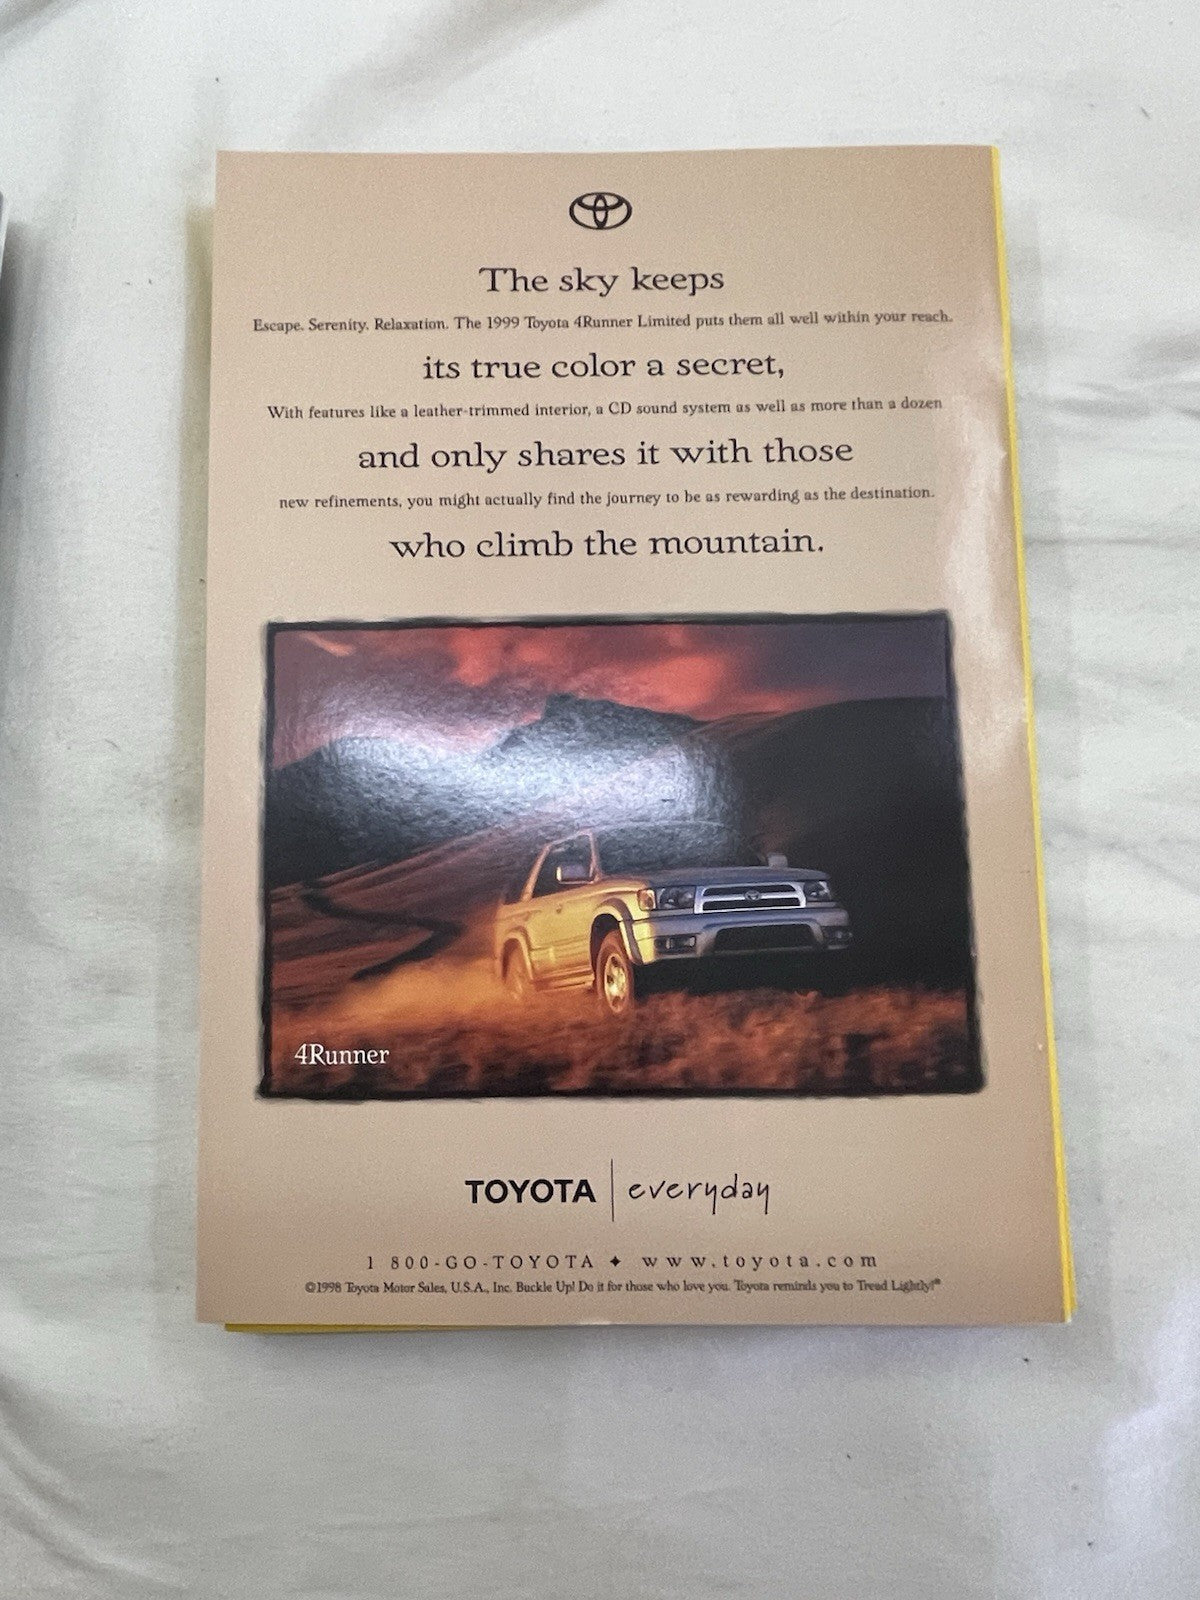 The sky keeps
Escape. Serenity. Relaxation. The 1999 Toyota 4Runner Limited puts them all well within your reach.
its true color a secret,
With features like a leather-trimmed interior, a CD sound system as well as more than a dozen
and only shares it with those
new refinements, you might actually find the journey to be as rewarding as the destination.
who climb the mountain.
4Runner
TOYOTA | everyday
1 800-GO-TOYOTA ✦ www.toyota.com
©1998 Toyota Motor Sales, U.S.A., Inc. Buckle Up! Do it for those who love you. Toyota reminds you to Tread Lightly!®